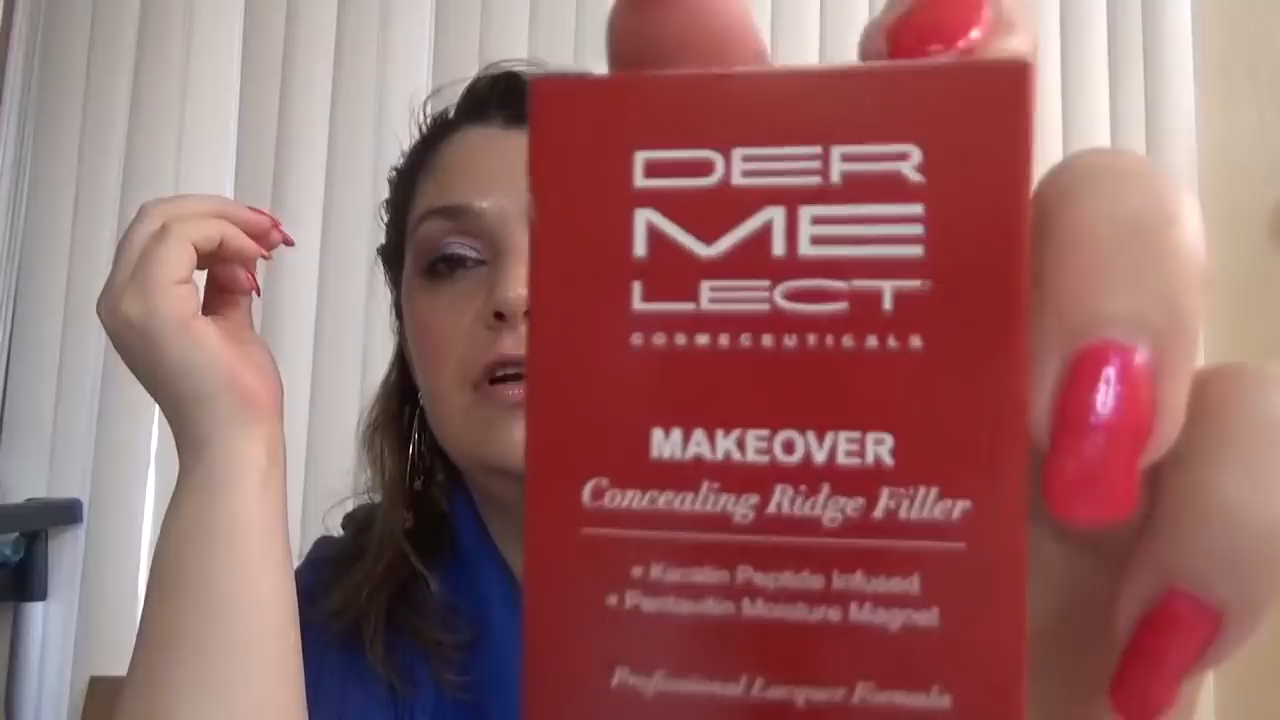 DER
ME
LECT
COSMECEUTICALS
MAKEOVER
Concealing Ridge Filler
• Keratin Peptide Infused
• Pentavitin Moisture Magnet
Professional Lacquer Formula